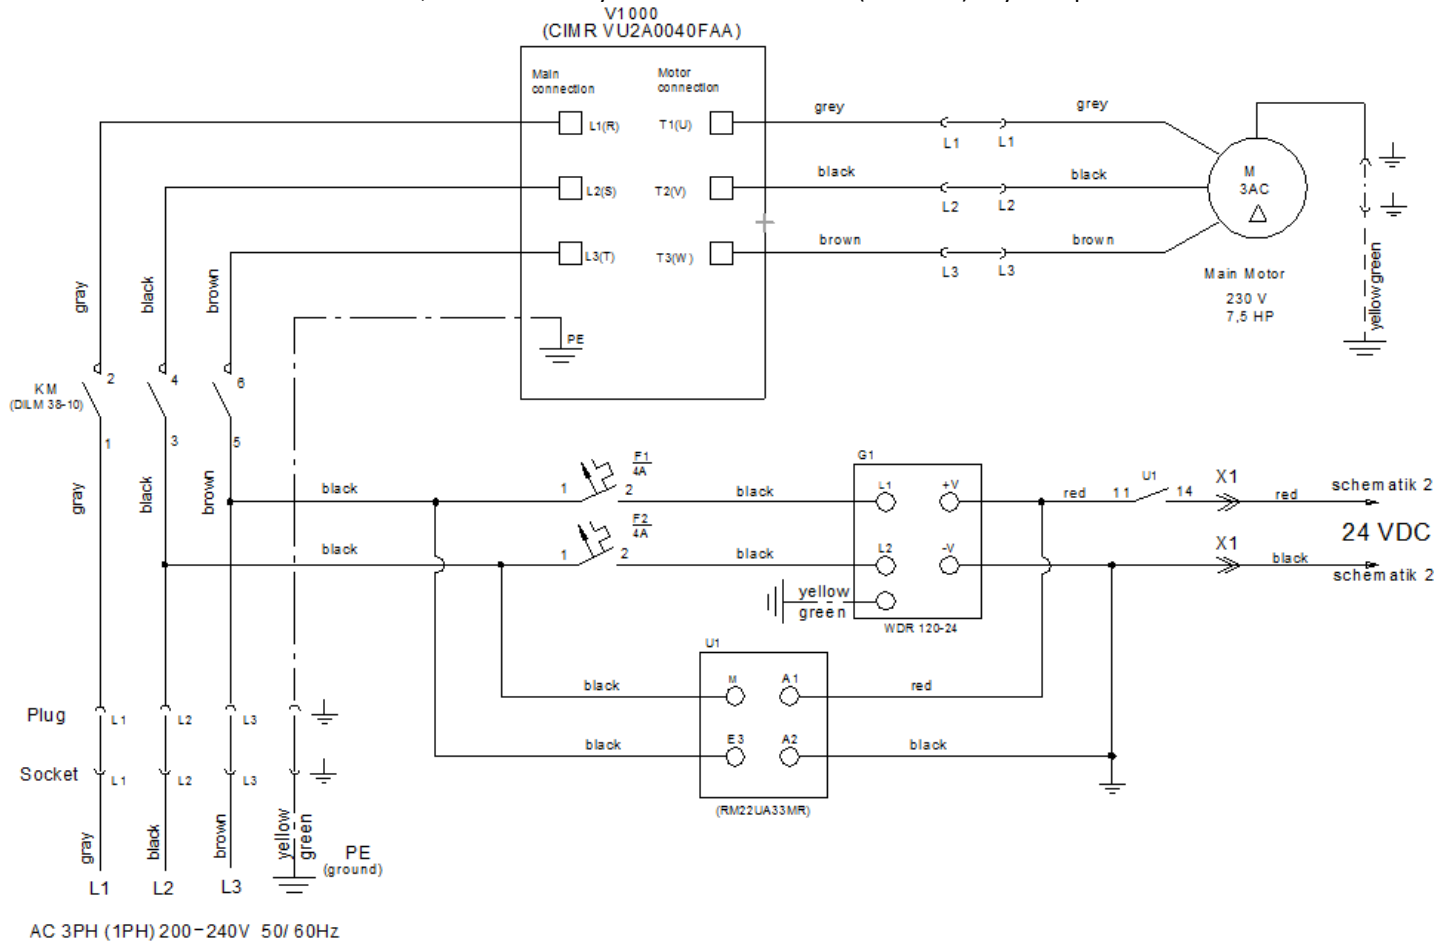 V1000
(CIMR VU2A0040FAA)
Main
connection
Motor
connection
L1(R)
T1(U)
L2(S)
T2(V)
L3(T)
T3(W)
PE
grey
grey
L1
L1
black
black
L2
L2
brown
brown
L3
L3
M
3AC
Main Motor
230 V
7,5 HP
yellowgreen
gray
black
brown
KM
(DILM 38-10)
2
4
6
1
3
5
gray
black
brown
black
1
F1
4A
2
black
black
1
F2
4A
2
black
G1
L1
+V
L2
-V
yellow
green
WDR 120-24
red
11
U1
14
X1
red
schematik 2
24 VDC
X1
black
schematik 2
U1
M
A1
E3
A2
(RM22UA33MR)
black
red
black
black
Plug
L1
L2
L3
Socket
L1
L2
L3
gray
black
brown
yellow
green
PE
(ground)
L1
L2
L3
AC 3PH (1PH) 200-240V 50/60Hz